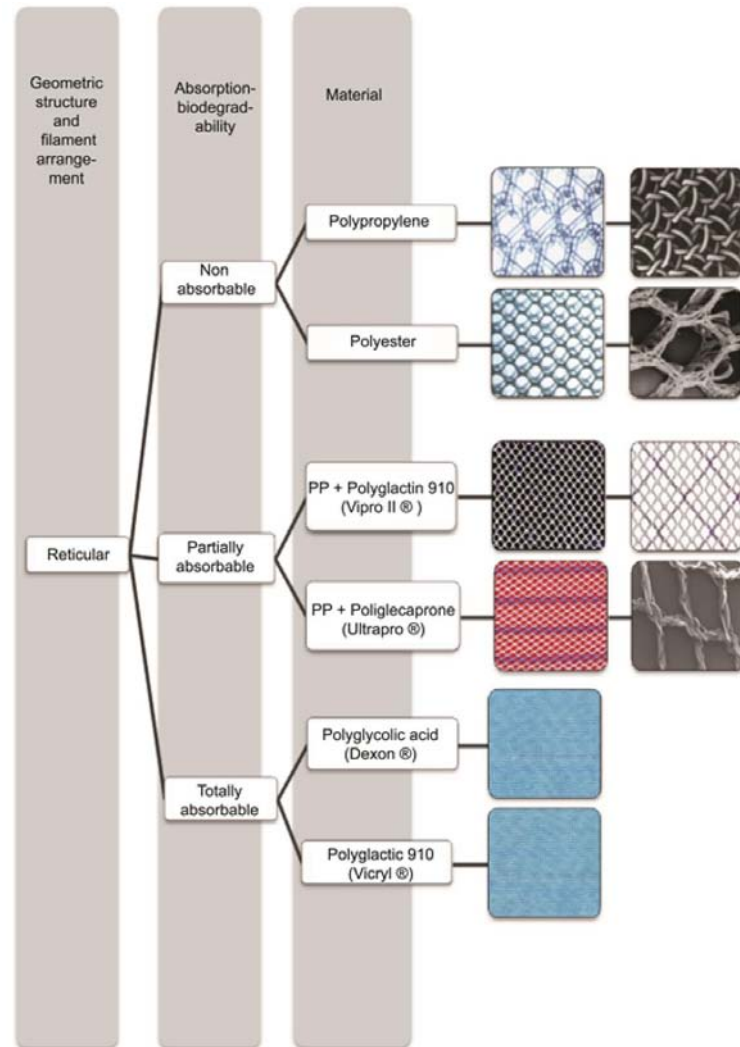 Geometric
structure
and
filament
arrange-
ment
Absorption-
biodegrad-
ability
Material
Polypropylene
Non
absorbable
Polyester
PP + Polyglactin 910
(Vipro II ® )
Reticular
Partially
absorbable
PP + Poliglecaprone
(Ultrapro ®)
Polyglycolic acid
(Dexon ®)
Totally
absorbable
Polyglactic 910
(Vicryl ®)